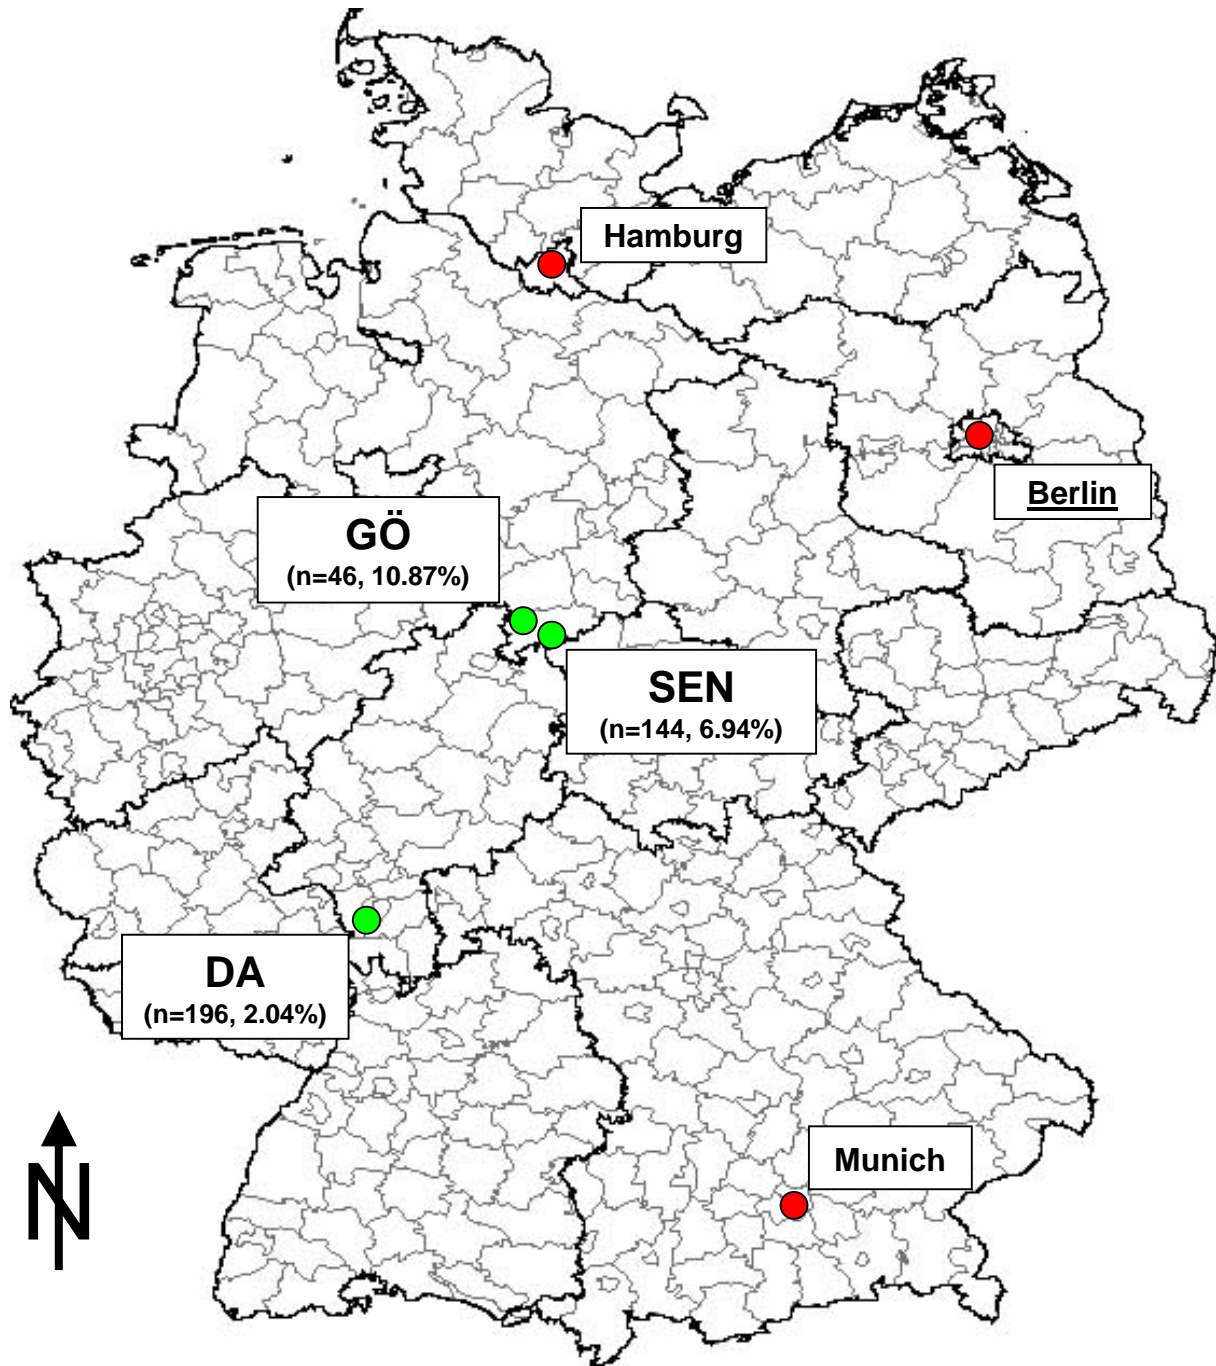 Hamburg
Berlin
GÖ
(n=46, 10.87%)
SEN
(n=144, 6.94%)
DA
(n=196, 2.04%)
Munich
N